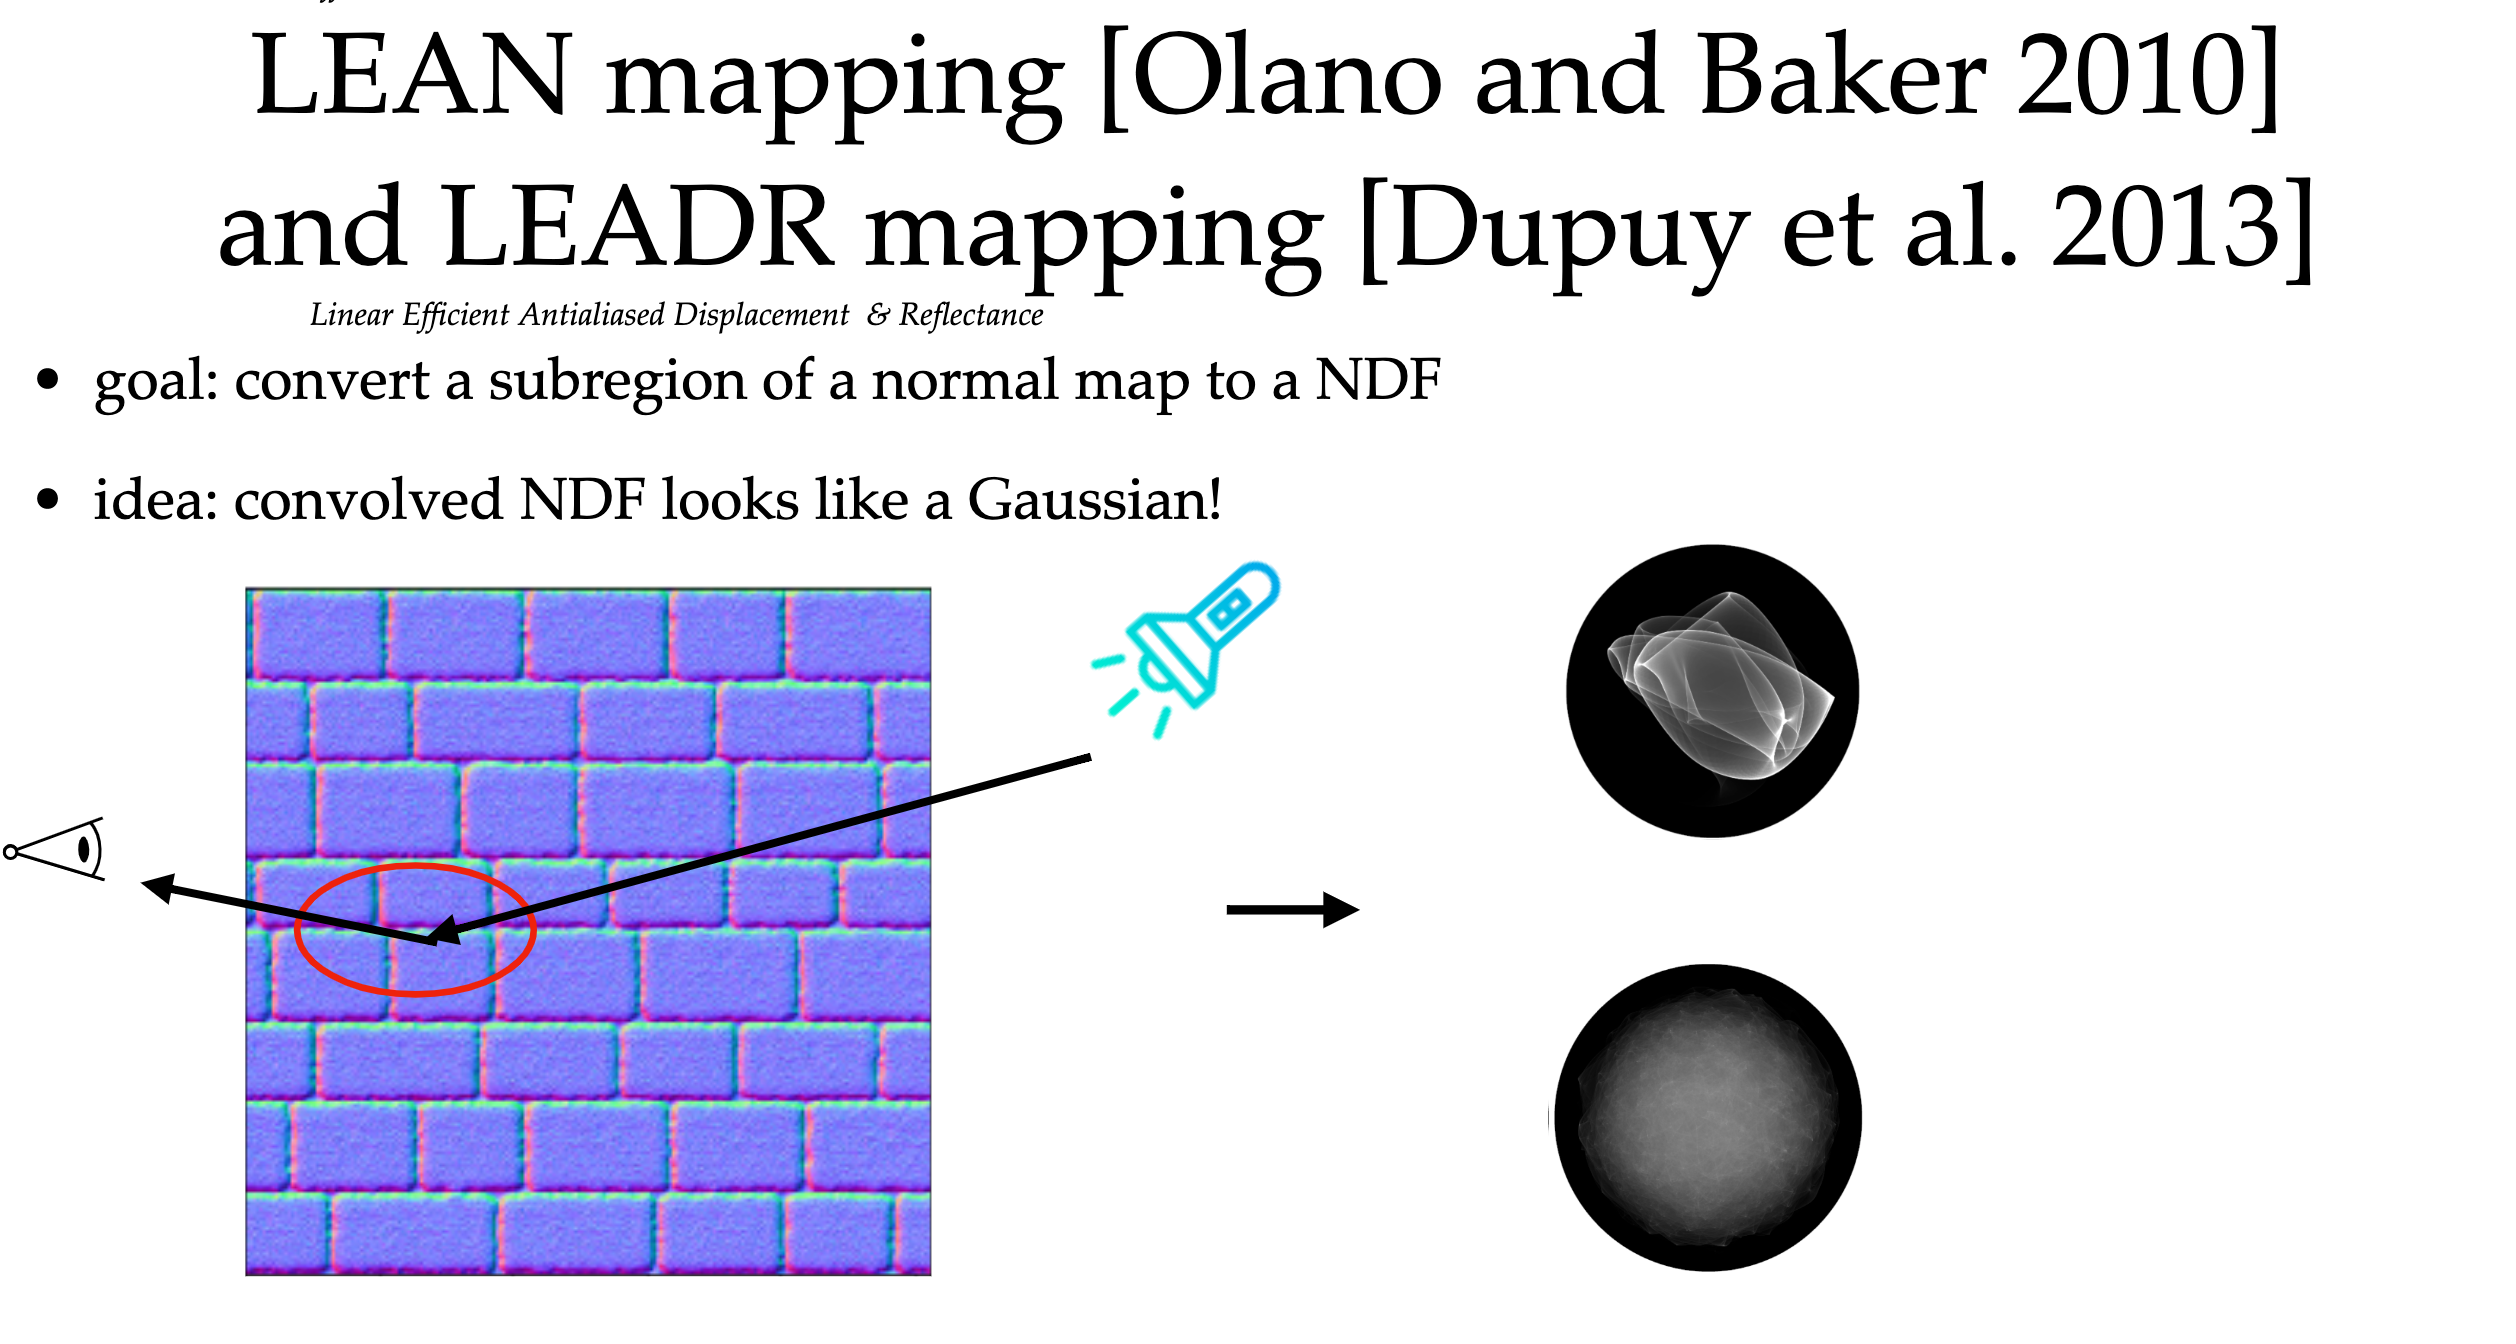 LEAN mapping [Olano and Baker 2010]
and LEADR mapping [Dupuy et al. 2013]
Linear Efficient Antialiased Displacement & Reflectance
• goal: convert a subregion of a normal map to a NDF
• idea: convolved NDF looks like a Gaussian!